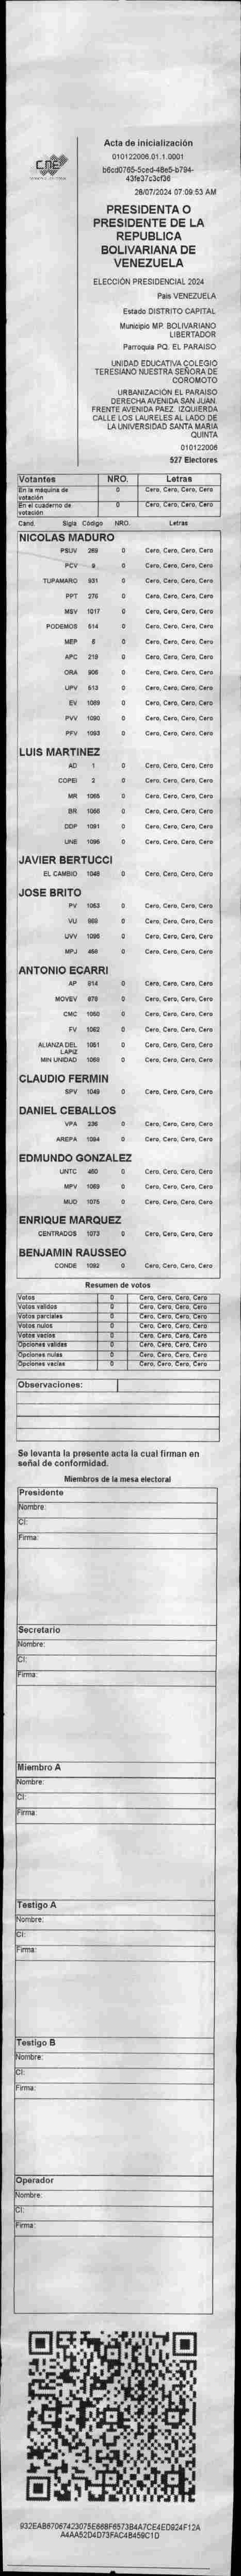 CNE
Acta de inicialización
010122006.01.1.0001
b6cd0765-5ced-48e5-b794-
43fe37c3cf36
28/07/2024 07:09:53 AM
PRESIDENTA O
PRESIDENTE DE LA
REPUBLICA
BOLIVARIANA DE
VENEZUELA
ELECCIÓN PRESIDENCIAL 2024
Pais VENEZUELA
Estado DISTRITO CAPITAL
Municipio MP. BOLIVARIANO
LIBERTADOR
Parroquia PQ. EL PARAISO
UNIDAD EDUCATIVA COLEGIO
TERESIANO NUESTRA SEÑORA DE
COROMOTO
URBANIZACIÓN EL PARAISO
DERECHA AVENIDA SAN JUAN.
FRENTE AVENIDA PAEZ. IZQUIERDA
CALLE LOS LAURELES AL LADO DE
LA UNIVERSIDAD SANTA MARIA
QUINTA
010122006
527 Electores
Votantes NRO. Letras
En la máquina de votación 0 Cero, Cero, Cero, Cero
En el cuaderno de votación 0 Cero, Cero, Cero, Cero
Cand. Sigla Código NRO. Letras
NICOLAS MADURO
PSUV 269 0 Cero, Cero, Cero, Cero
PCV 9 0 Cero, Cero, Cero, Cero
TUPAMARO 931 0 Cero, Cero, Cero, Cero
PPT 276 0 Cero, Cero, Cero, Cero
MSV 1017 0 Cero, Cero, Cero, Cero
PODEMOS 514 0 Cero, Cero, Cero, Cero
MEP 6 0 Cero, Cero, Cero, Cero
APC 219 0 Cero, Cero, Cero, Cero
ORA 906 0 Cero, Cero, Cero, Cero
UPV 513 0 Cero, Cero, Cero, Cero
EV 1089 0 Cero, Cero, Cero, Cero
PVV 1090 0 Cero, Cero, Cero, Cero
PFV 1093 0 Cero, Cero, Cero, Cero
LUIS MARTINEZ
AD 1 0 Cero, Cero, Cero, Cero
COPEI 2 0 Cero, Cero, Cero, Cero
MR 1065 0 Cero, Cero, Cero, Cero
BR 1066 0 Cero, Cero, Cero, Cero
DDP 1091 0 Cero, Cero, Cero, Cero
UNE 1096 0 Cero, Cero, Cero, Cero
JAVIER BERTUCCI
EL CAMBIO 1048 0 Cero, Cero, Cero, Cero
JOSE BRITO
PV 1053 0 Cero, Cero, Cero, Cero
VU 0 Cero, Cero, Cero, Cero
UVV 1095 0 Cero, Cero, Cero, Cero
MPJ 458 0 Cero, Cero, Cero, Cero
ANTONIO ECARRI
AP 814 0 Cero, Cero, Cero, Cero
MOVEV 0 Cero, Cero, Cero, Cero
CMC 1050 0 Cero, Cero, Cero, Cero
FV 1062 0 Cero, Cero, Cero, Cero
ALIANZA DEL LAPIZ 1051 0 Cero, Cero, Cero, Cero
MIN UNIDAD 1088 0 Cero, Cero, Cero, Cero
CLAUDIO FERMIN
SPV 1049 0 Cero, Cero, Cero, Cero
DANIEL CEBALLOS
VPA 236 0 Cero, Cero, Cero, Cero
AREPA 1094 0 Cero, Cero, Cero, Cero
EDMUNDO GONZALEZ
UNTC 460 0 Cero, Cero, Cero, Cero
MPV 1069 0 Cero, Cero, Cero, Cero
MUD 1075 0 Cero, Cero, Cero, Cero
ENRIQUE MARQUEZ
CENTRADOS 1073 0 Cero, Cero, Cero, Cero
BENJAMIN RAUSSEO
CONDE 1092 0 Cero, Cero, Cero, Cero
Resumen de votos
Votos 0 Cero, Cero, Cero, Cero
Votos validos 0 Cero, Cero, Cero, Cero
Votos parciales 0 Cero, Cero, Cero, Cero
Votos nulos 0 Cero, Cero, Cero, Cero
Votos vacios 0 Cero, Cero, Cero, Cero
Opciones validas 0 Cero, Cero, Cero, Cero
Opciones nulas 0 Cero, Cero, Cero, Cero
Opciones vacias 0 Cero, Cero, Cero, Cero
Observaciones:
Se levanta la presente acta la cual firman en
señal de conformidad.
Miembros de la mesa electoral
Presidente
Nombre:
CI:
Firma:
Secretario
Nombre:
CI:
Firma:
Miembro A
Nombre:
CI:
Firma:
Testigo A
Nombre:
CI:
Firma:
Testigo B
Nombre:
CI:
Firma:
Operador
Nombre:
CI:
Firma:
932EAB67067423075E668F6573B4A7CE4ED924F12A
A4AA52D4D73FAC4B459C1D